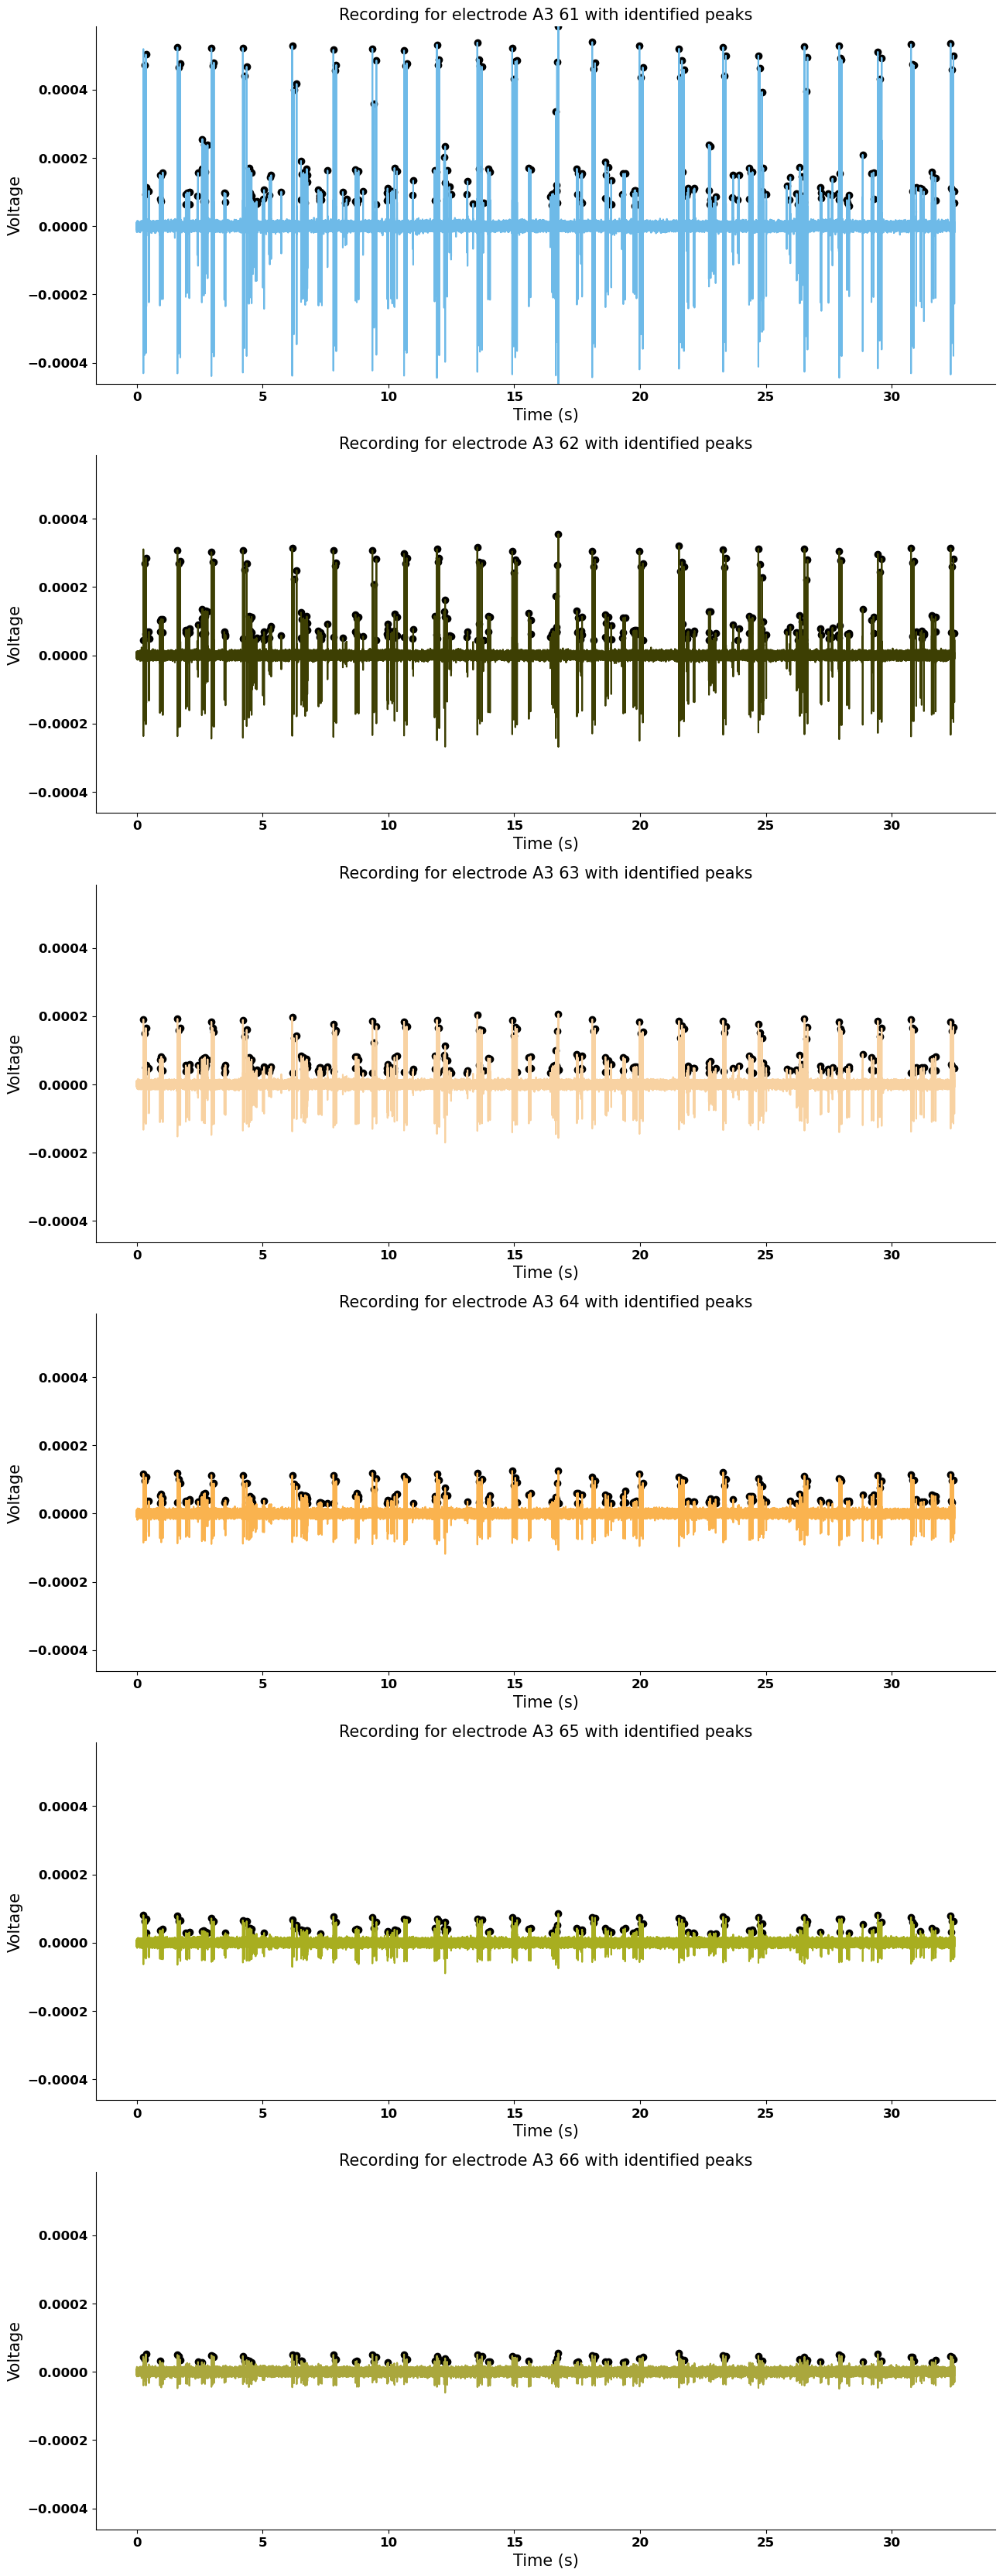 Recording for electrode A3 61 with identified peaks
0.0004
0.0002
0.0000
−0.0002
−0.0004
Voltage
0 5 10 15 20 25 30
Time (s)
Recording for electrode A3 62 with identified peaks
0.0004
0.0002
0.0000
−0.0002
−0.0004
Voltage
0 5 10 15 20 25 30
Time (s)
Recording for electrode A3 63 with identified peaks
0.0004
0.0002
0.0000
−0.0002
−0.0004
Voltage
0 5 10 15 20 25 30
Time (s)
Recording for electrode A3 64 with identified peaks
0.0004
0.0002
0.0000
−0.0002
−0.0004
Voltage
0 5 10 15 20 25 30
Time (s)
Recording for electrode A3 65 with identified peaks
0.0004
0.0002
0.0000
−0.0002
−0.0004
Voltage
0 5 10 15 20 25 30
Time (s)
Recording for electrode A3 66 with identified peaks
0.0004
0.0002
0.0000
−0.0002
−0.0004
Voltage
0 5 10 15 20 25 30
Time (s)